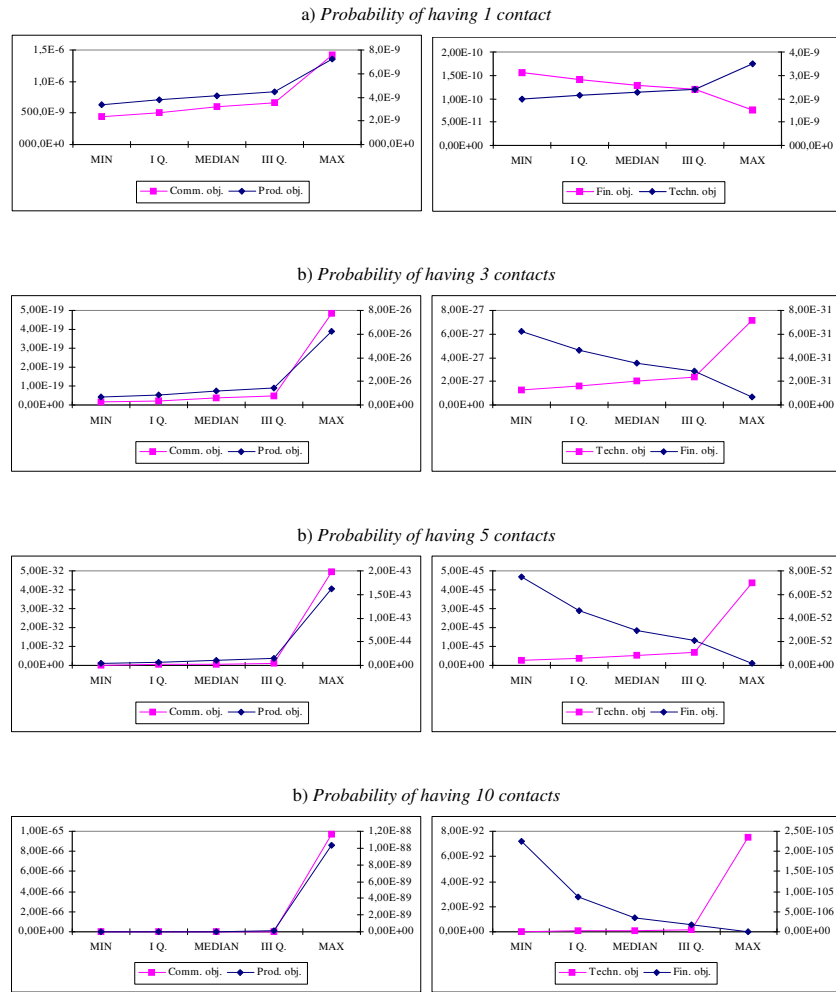 a) Probability of having 1 contact
1,5E-6
1,0E-6
500,0E-9
000,0E+0
8,0E-9
6,0E-9
4,0E-9
2,0E-9
000,0E+0
MIN I Q. MEDIAN III Q. MAX
Comm. obj. Prod. obj.
2,00E-10
1,50E-10
1,00E-10
5,00E-11
0,00E+00
4,0E-9
3,0E-9
2,0E-9
1,0E-9
000,0E+0
MIN I Q. MEDIAN III Q. MAX
Fin. obj. Techn. obj
b) Probability of having 3 contacts
5,00E-19
4,00E-19
3,00E-19
2,00E-19
1,00E-19
0,00E+00
8,00E-26
6,00E-26
4,00E-26
2,00E-26
0,00E+00
MIN I Q. MEDIAN III Q. MAX
Comm. obj. Prod. obj.
8,00E-27
6,00E-27
4,00E-27
2,00E-27
0,00E+00
8,00E-31
6,00E-31
4,00E-31
2,00E-31
0,00E+00
MIN I Q. MEDIAN III Q. MAX
Techn. obj Fin. obj.
b) Probability of having 5 contacts
5,00E-32
4,00E-32
3,00E-32
2,00E-32
1,00E-32
0,00E+00
2,00E-43
1,50E-43
1,00E-43
5,00E-44
0,00E+00
MIN I Q. MEDIAN III Q. MAX
Comm. obj. Prod. obj.
5,00E-45
4,00E-45
3,00E-45
2,00E-45
1,00E-45
0,00E+00
8,00E-52
6,00E-52
4,00E-52
2,00E-52
0,00E+00
MIN I Q. MEDIAN III Q. MAX
Techn. obj Fin. obj.
b) Probability of having 10 contacts
1,00E-65
8,00E-66
6,00E-66
4,00E-66
2,00E-66
0,00E+00
1,20E-88
1,00E-88
8,00E-89
6,00E-89
4,00E-89
2,00E-89
0,00E+00
MIN I Q. MEDIAN III Q. MAX
Comm. obj. Prod. obj.
8,00E-92
6,00E-92
4,00E-92
2,00E-92
0,00E+00
2,50E-105
2,00E-105
1,50E-105
1,00E-105
5,00E-106
0,00E+00
MIN I Q. MEDIAN III Q. MAX
Techn. obj Fin. obj.